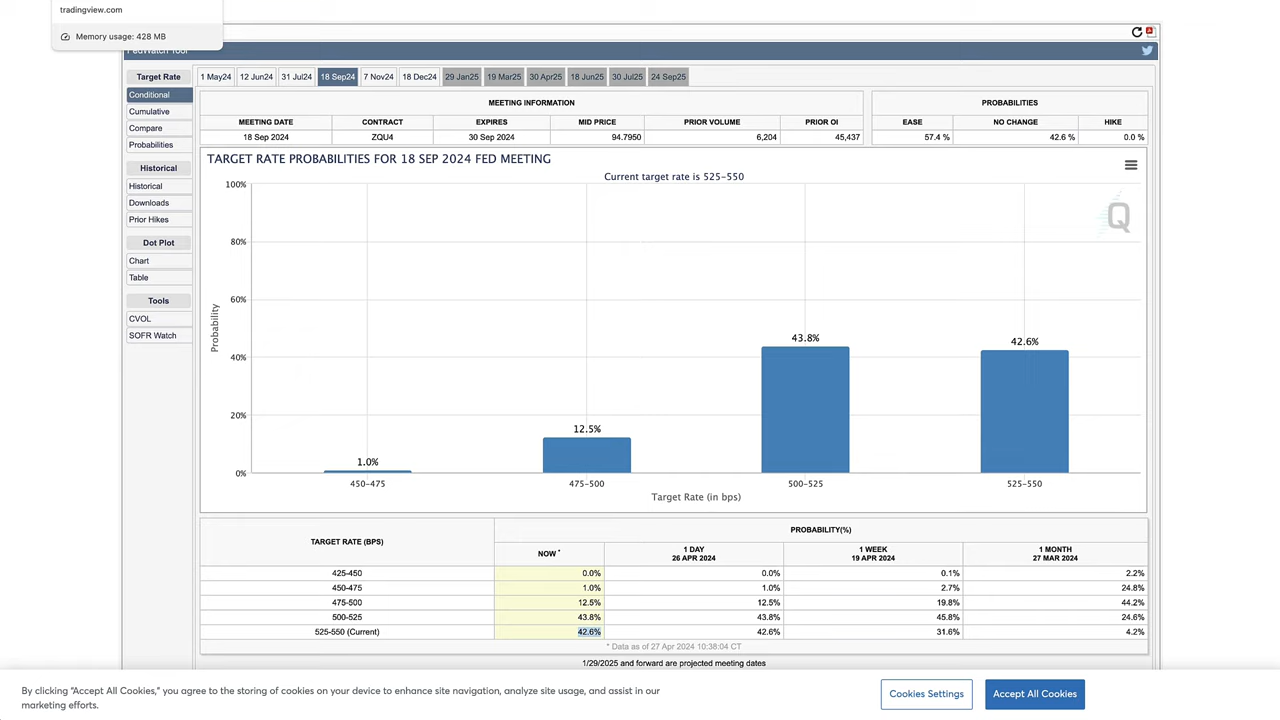 tradingview.com
Memory usage: 428 MB
FedWatch Tool
Target Rate
Conditional
Cumulative
Compare
Probabilities
Historical
Historical
Downloads
Prior Hikes
Dot Plot
Chart
Table
Tools
CVOL
SOFR Watch
1 May24 12 Jun24 31 Jul24 18 Sep24 7 Nov24 18 Dec24 29 Jan25 19 Mar25 30 Apr25 18 Jun25 30 Jul25 24 Sep25
MEETING INFORMATION
MEETING DATE CONTRACT EXPIRES MID PRICE PRIOR VOLUME PRIOR OI
18 Sep 2024 ZQU4 30 Sep 2024 94.7950 6,204 45,437
PROBABILITIES
EASE NO CHANGE HIKE
57.4 % 42.6 % 0.0 %
TARGET RATE PROBABILITIES FOR 18 SEP 2024 FED MEETING
Current target rate is 525-550
Q
Probability
100%
80%
60%
40%
20%
0%
1.0%
12.5%
43.8%
42.6%
450-475 475-500 500-525 525-550
Target Rate (in bps)
TARGET RATE (BPS) PROBABILITY(%)
NOW * 1 DAY 26 APR 2024 1 WEEK 19 APR 2024 1 MONTH 27 MAR 2024
425-450 0.0% 0.0% 0.1% 2.2%
450-475 1.0% 1.0% 2.7% 24.8%
475-500 12.5% 12.5% 19.8% 44.2%
500-525 43.8% 43.8% 45.8% 24.6%
525-550 (Current) 42.6% 42.6% 31.6% 4.2%
* Data as of 27 Apr 2024 10:38:04 CT
1/29/2025 and forward are projected meeting dates
By clicking “Accept All Cookies,” you agree to the storing of cookies on your device to enhance site navigation, analyze site usage, and assist in our
marketing efforts.
Cookies Settings
Accept All Cookies